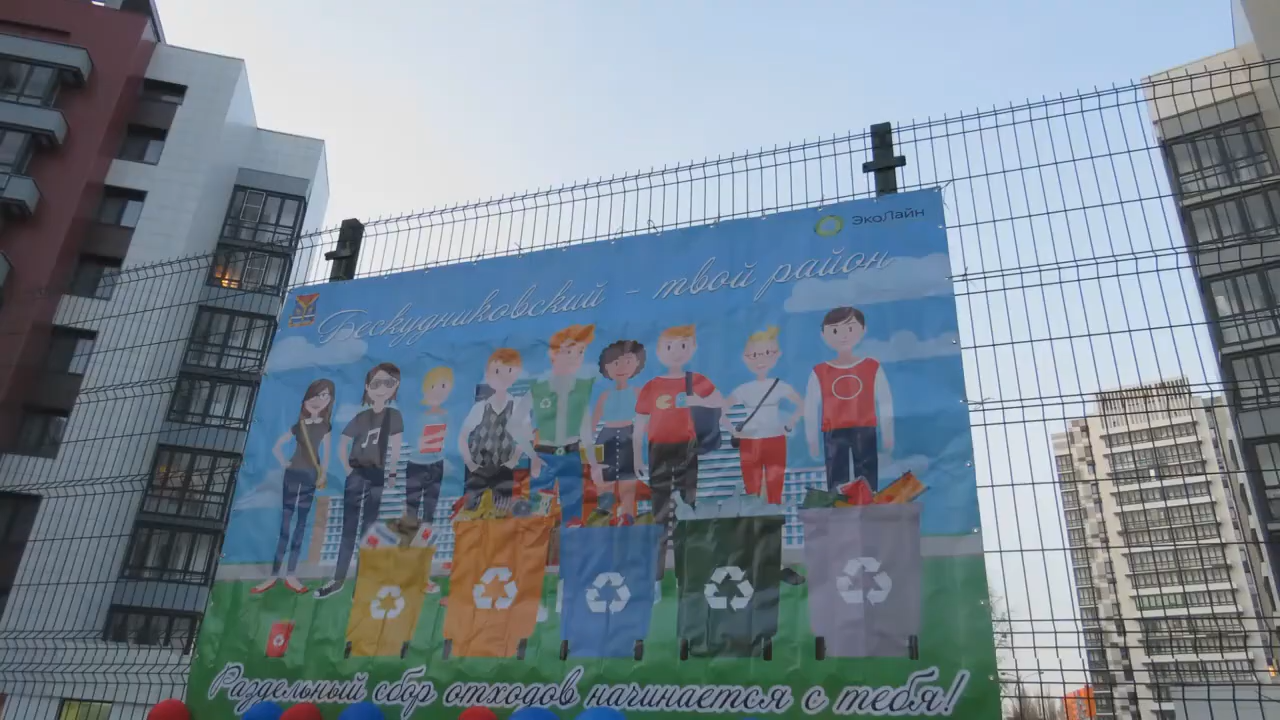 ЭкоЛайн
Бескудниковский - твой район
Раздельный сбор отходов начинается с тебя!